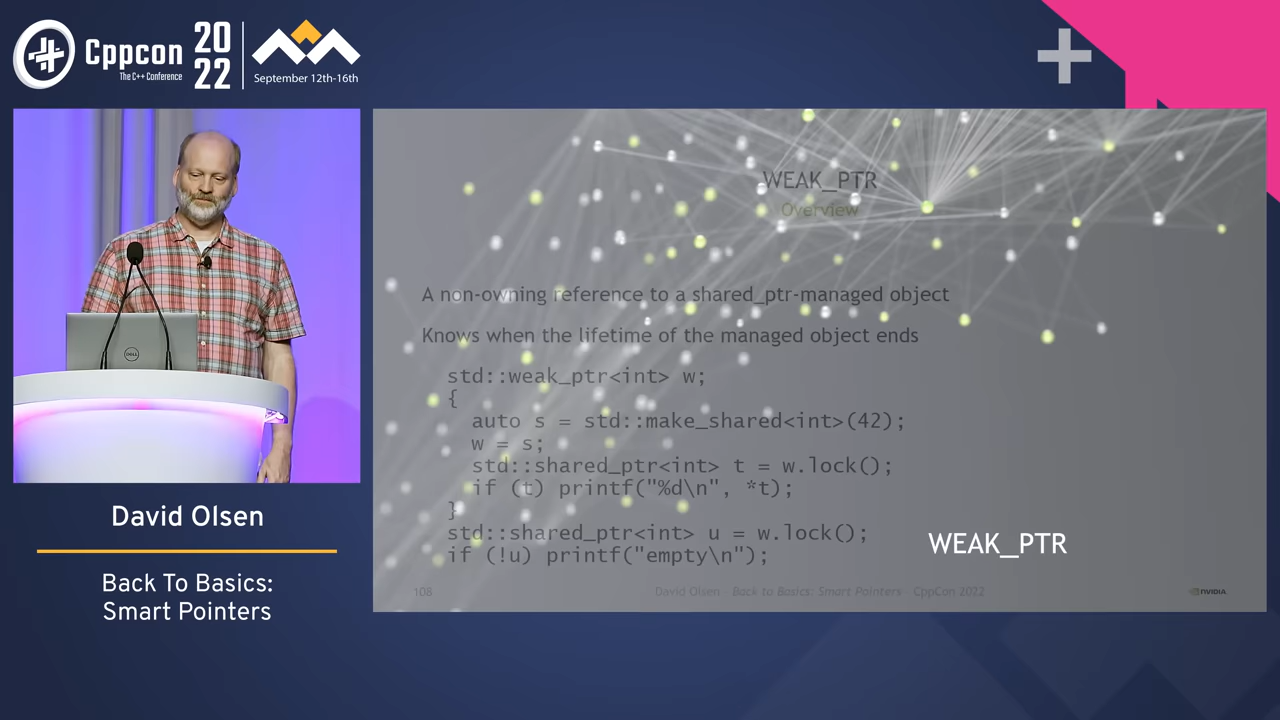 Cppcon
The C++ Conference
20
22
September 12th-16th
WEAK_PTR
Overview
A non-owning reference to a shared_ptr-managed object
Knows when the lifetime of the managed object ends
std::weak_ptr<int> w;
{
auto s = std::make_shared<int>(42);
w = s;
std::shared_ptr<int> t = w.lock();
if (t) printf("%d\n", *t);
}
std::shared_ptr<int> u = w.lock();
if (!u) printf("empty\n");
WEAK_PTR
108
David Olsen Back to Basics: Smart Pointers CppCon 2022
NVIDIA
DELL
David Olsen
Back To Basics:
Smart Pointers